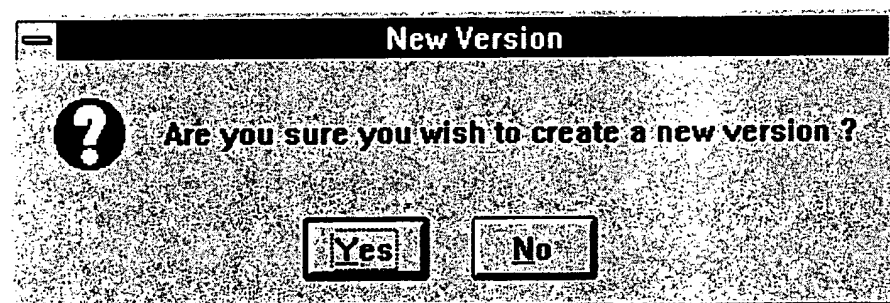 New Version
Are you sure you wish to create a new version ?
Yes
No